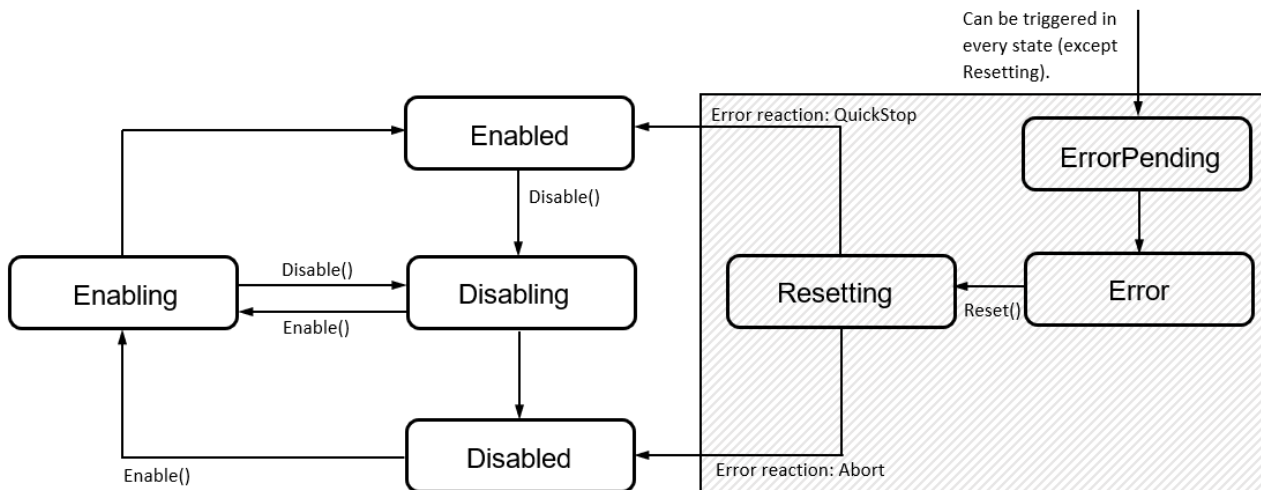 Can be triggered in
every state (except
Resetting).
Error reaction: QuickStop
Enabled
ErrorPending
Disable()
Enabling
Disable()
Enable()
Disabling
Resetting
Reset()
Error
Enable()
Disabled
Error reaction: Abort